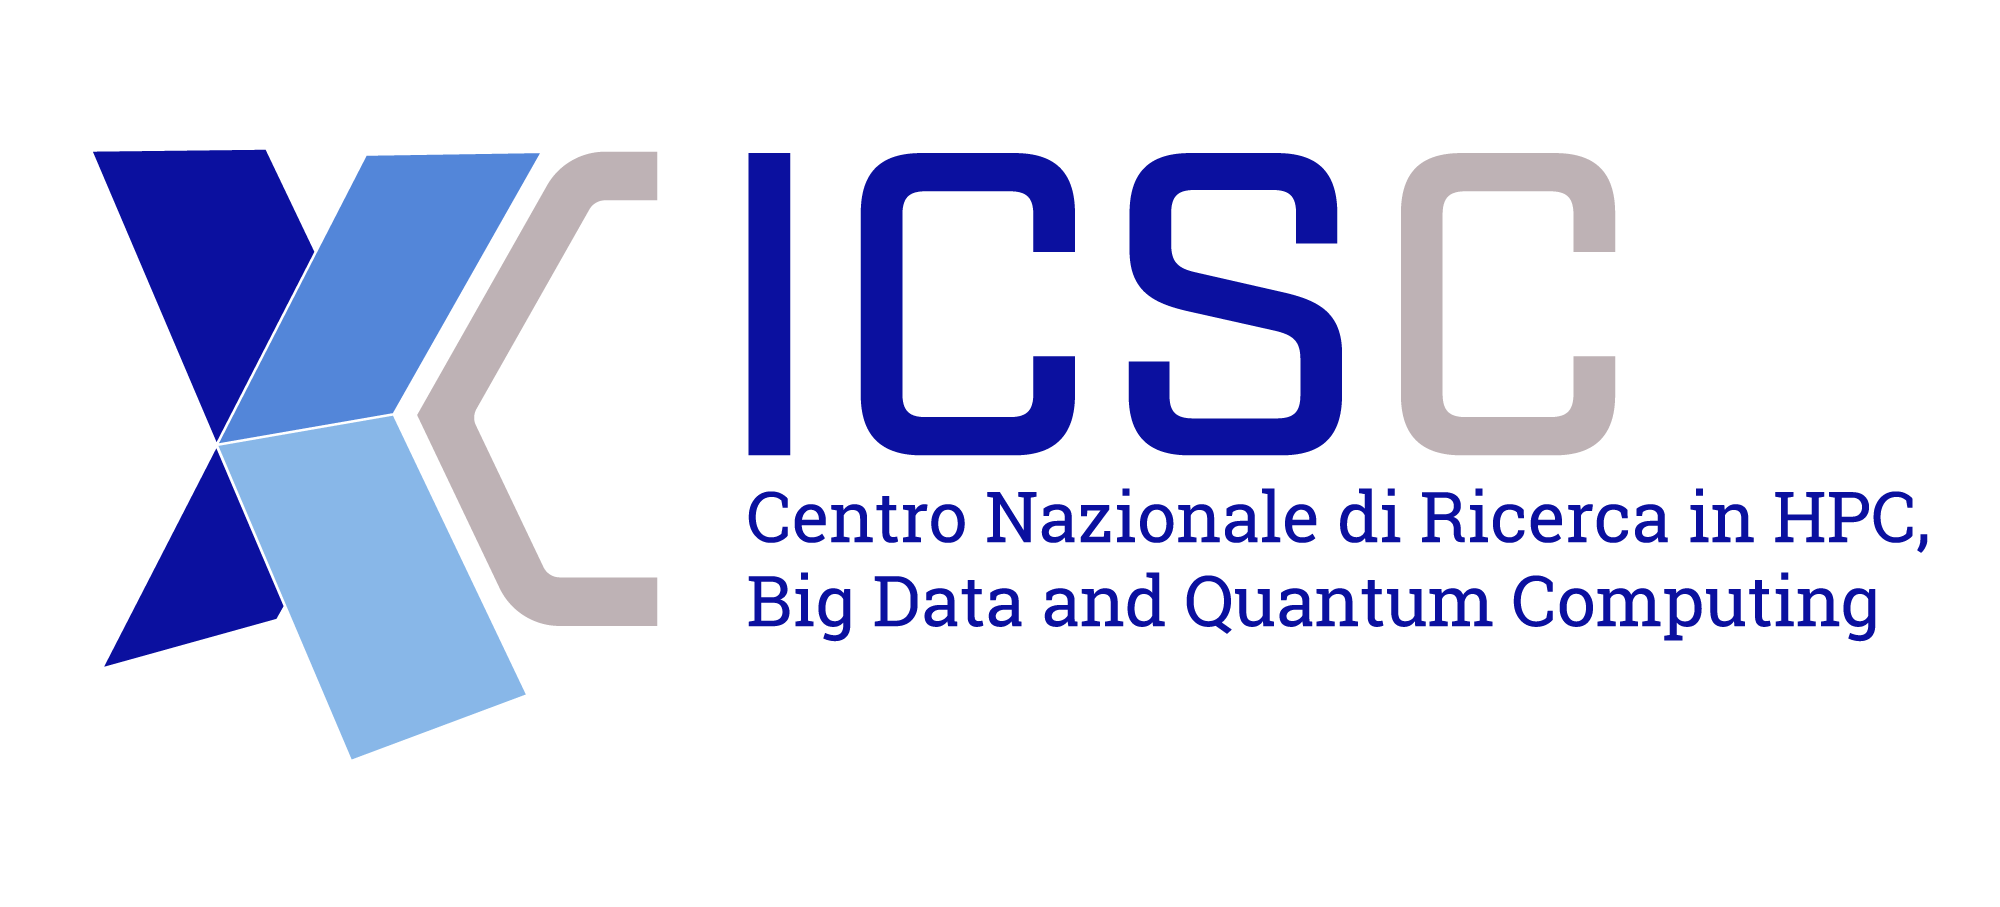 ICSC
Centro Nazionale di Ricerca in HPC,
Big Data and Quantum Computing